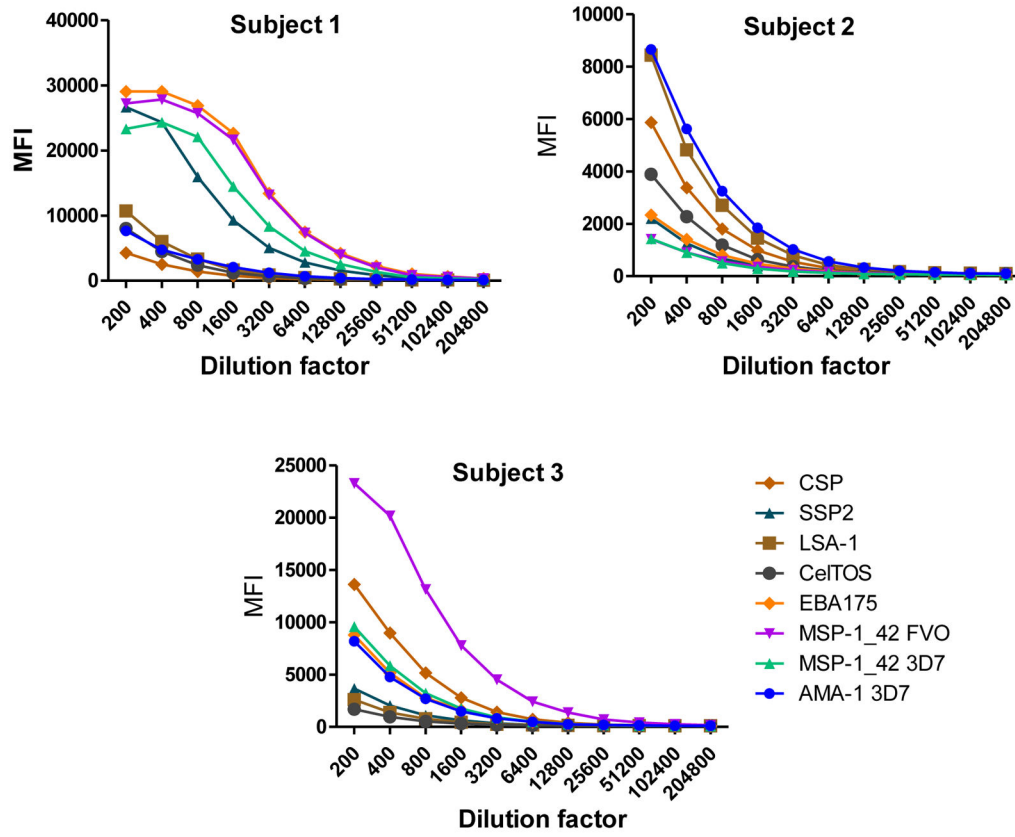 Subject 1
MFI
40000
30000
20000
10000
0
200
400
800
1600
3200
6400
12800
25600
51200
102400
204800
Dilution factor
Subject 2
MFI
10000
8000
6000
4000
2000
0
200
400
800
1600
3200
6400
12800
25600
51200
102400
204800
Dilution factor
Subject 3
MFI
25000
20000
15000
10000
5000
0
200
400
800
1600
3200
6400
12800
25600
51200
102400
204800
Dilution factor
CSP
SSP2
LSA-1
CelTOS
EBA175
MSP-1_42 FVO
MSP-1_42 3D7
AMA-1 3D7